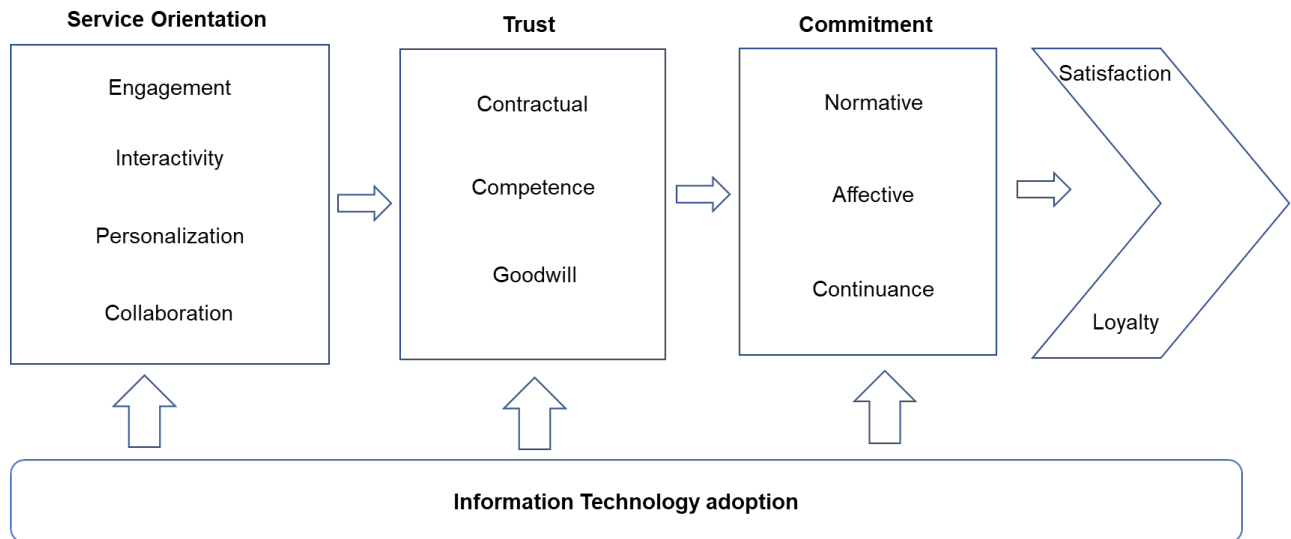 Service Orientation
Engagement
Interactivity
Personalization
Collaboration
Trust
Contractual
Competence
Goodwill
Commitment
Normative
Affective
Continuance
Satisfaction
Loyalty
Information Technology adoption